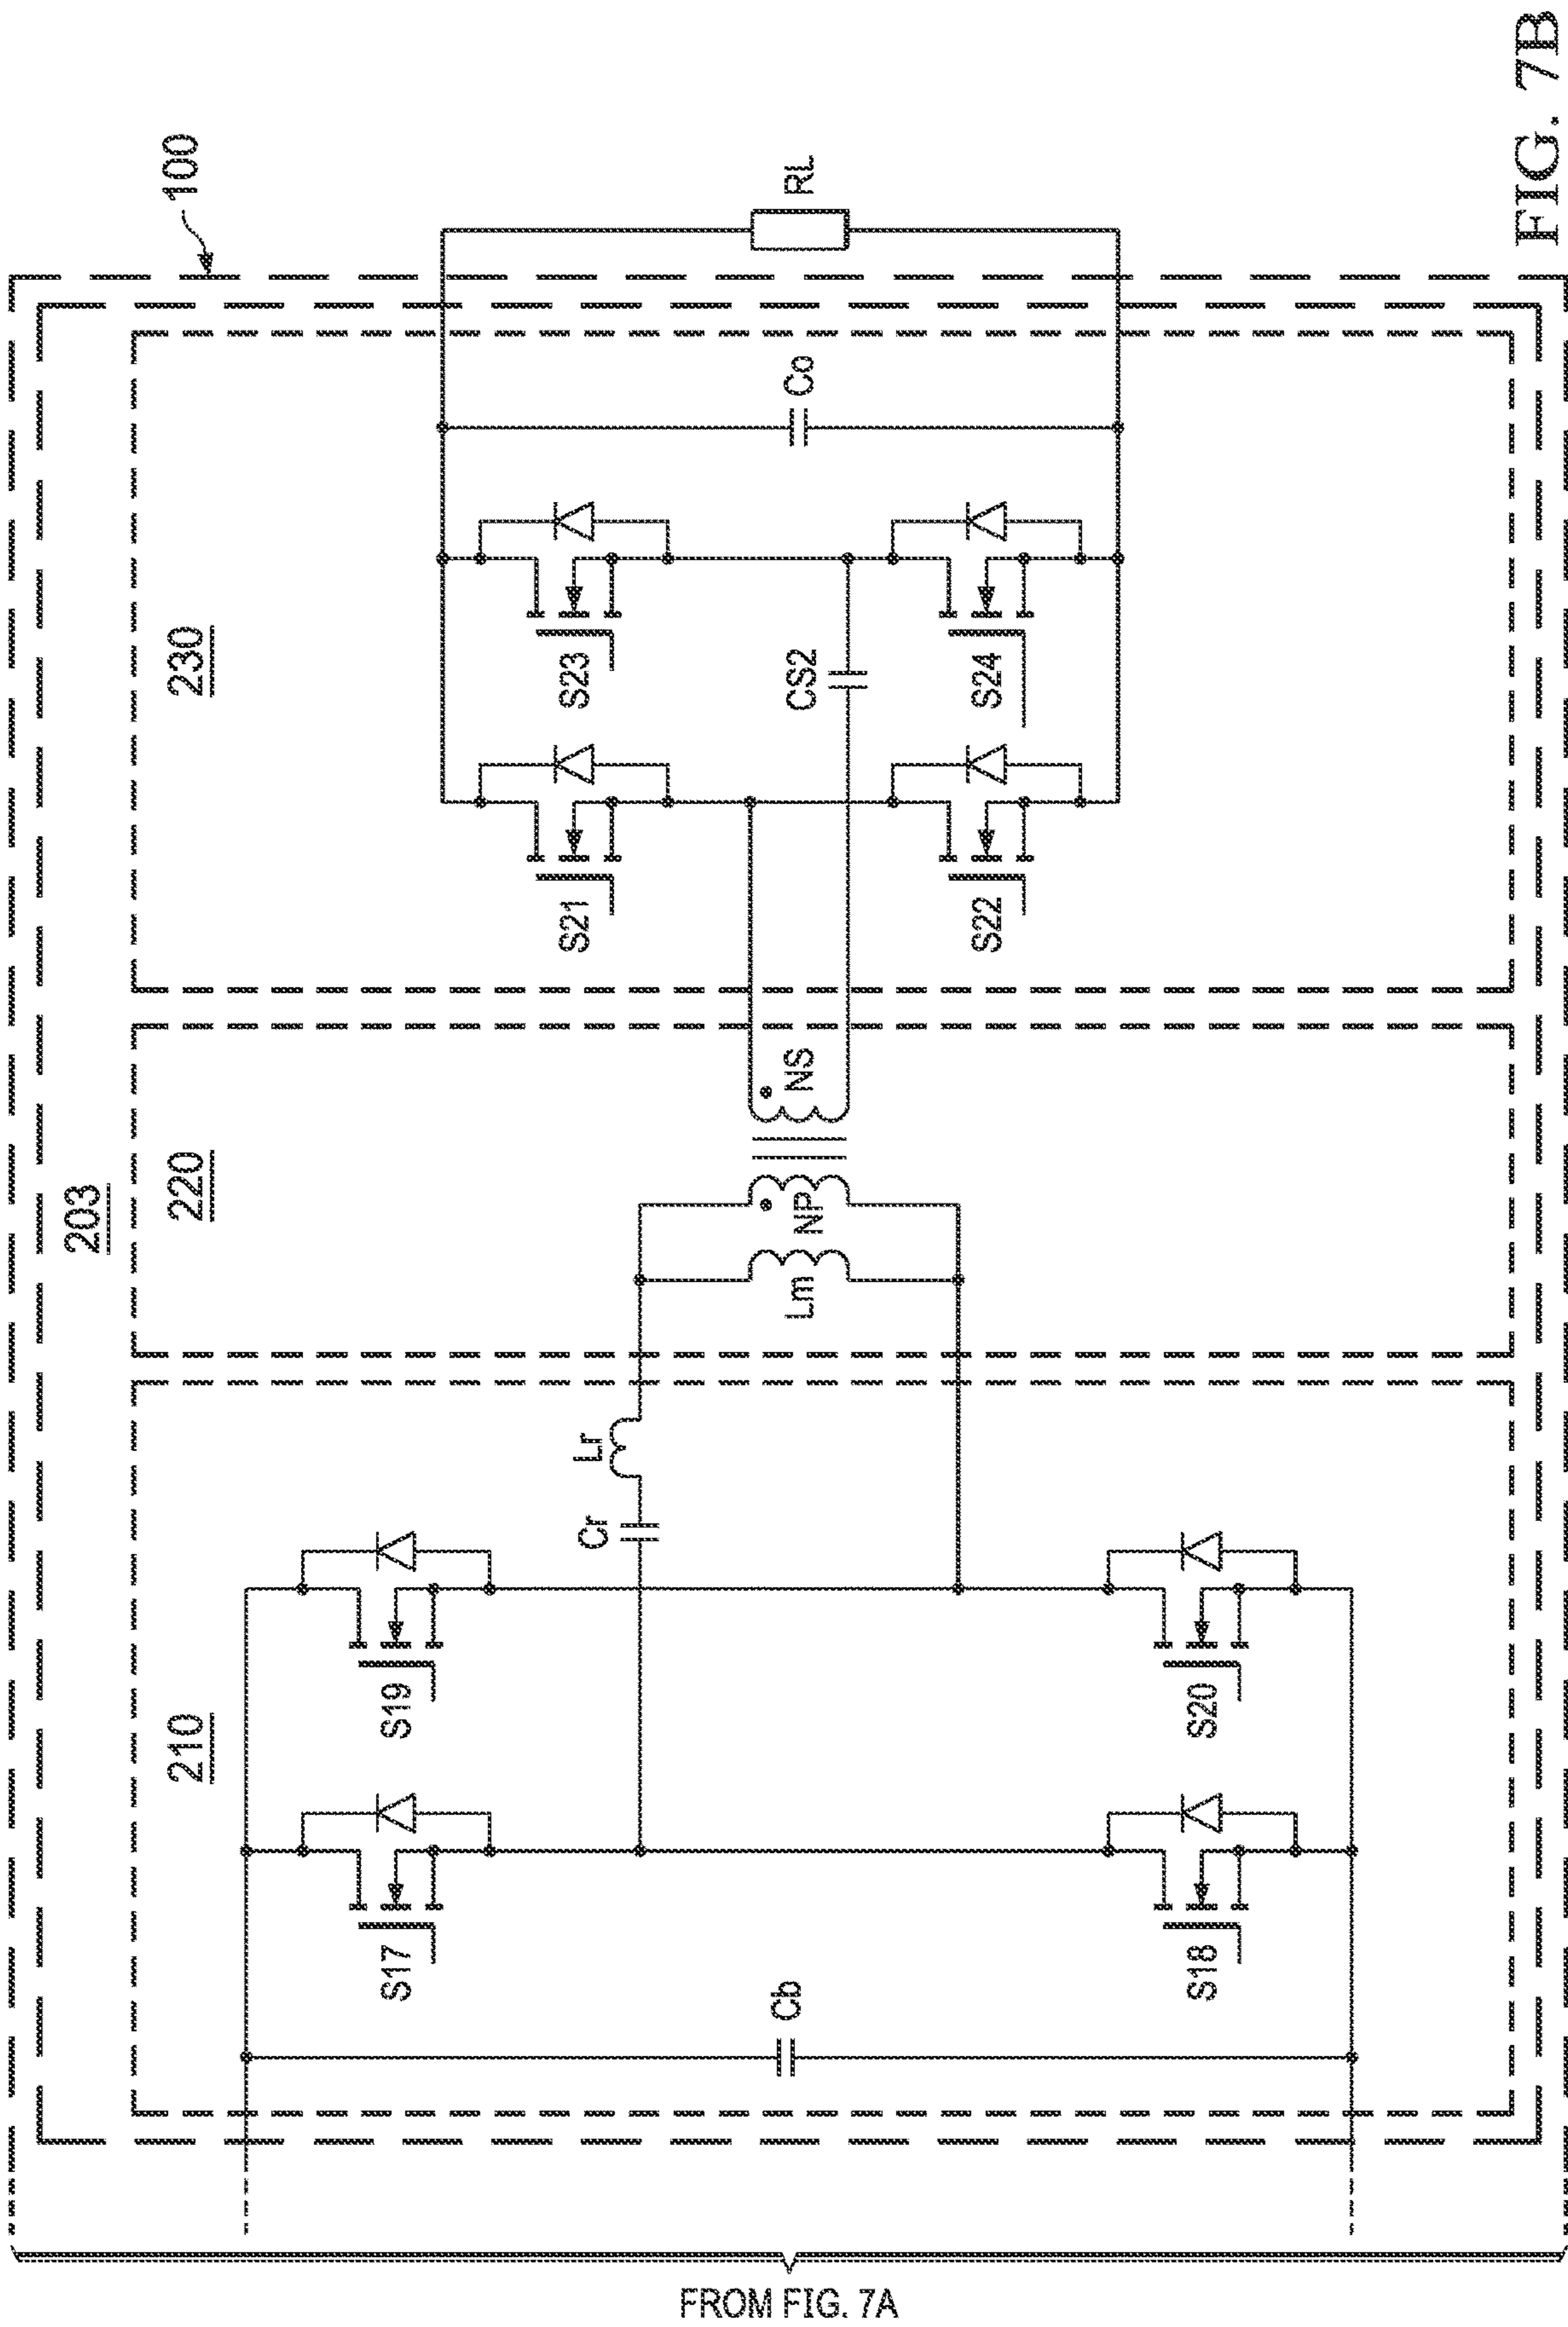 100
203
210
220
230
S17
S19
Cr
Lr
S21
S23
Cb
Lm
NP
NS
CS2
Co
RL
S18
S20
S22
S24
FROM FIG. 7A
FIG. 7B